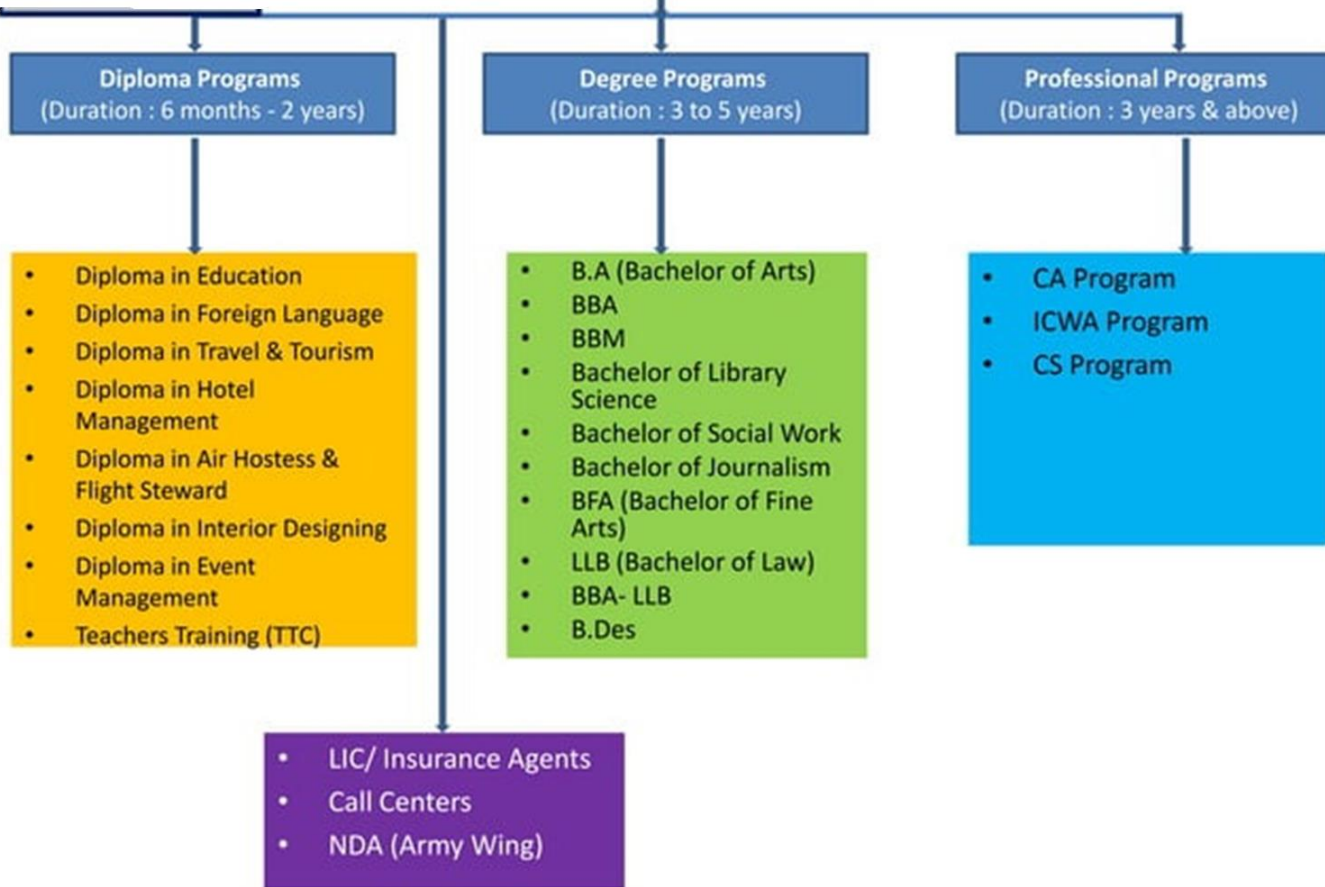 Diploma Programs
(Duration : 6 months - 2 years)
• Diploma in Education
• Diploma in Foreign Language
• Diploma in Travel & Tourism
• Diploma in Hotel
Management
• Diploma in Air Hostess &
Flight Steward
• Diploma in Interior Designing
• Diploma in Event
Management
• Teachers Training (TTC)
Degree Programs
(Duration : 3 to 5 years)
• B.A (Bachelor of Arts)
• BBA
• BBM
• Bachelor of Library
Science
• Bachelor of Social Work
• Bachelor of Journalism
• BFA (Bachelor of Fine
Arts)
• LLB (Bachelor of Law)
• BBA- LLB
• B.Des
Professional Programs
(Duration : 3 years & above)
• CA Program
• ICWA Program
• CS Program
• LIC/ Insurance Agents
• Call Centers
• NDA (Army Wing)